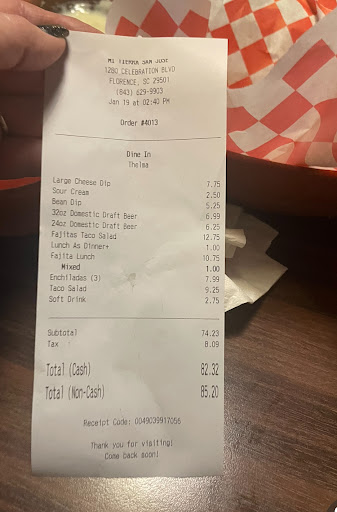 MI TIERRA SAN JOSE
1280 CELEBRATION BLVD
FLORENCE, SC 29501
(843) 629-9903
Jan 19 at 02:40 PM
Order #4013
Dine In
Thelma
Large Cheese Dip 7.75
Sour Cream 2.50
Bean Dip 5.25
32oz Domestic Draft Beer 6.99
24oz Domestic Draft Beer 6.25
Fajitas Taco Salad 12.75
Lunch As Dinner+ 1.00
Fajita Lunch 10.75
Mixed 1.00
Enchiladas (3) 7.99
Taco Salad 9.25
Soft Drink 2.75
Subtotal 74.23
Tax 8.09
Total (Cash) 82.32
Total (Non-Cash) 85.20
Receipt Code: 0049039917056
Thank you for visiting!
Come back soon!